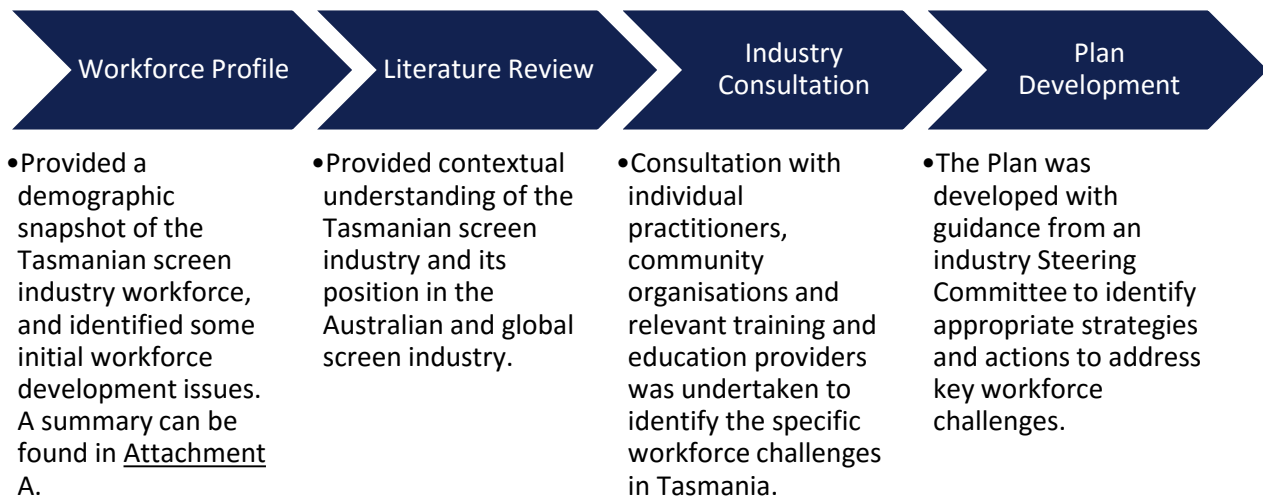 Workforce Profile
Literature Review
Industry
Consultation
Plan
Development
•Provided a
demographic
snapshot of the
Tasmanian screen
industry workforce,
and identified some
initial workforce
development issues.
A summary can be
found in Attachment
A.
•Provided contextual
understanding of the
Tasmanian screen
industry and its
position in the
Australian and global
screen industry.
•Consultation with
individual
practitioners,
community
organisations and
relevant training and
education providers
was undertaken to
identify the specific
workforce challenges
in Tasmania.
•The Plan was
developed with
guidance from an
industry Steering
Committee to identify
appropriate strategies
and actions to address
key workforce
challenges.